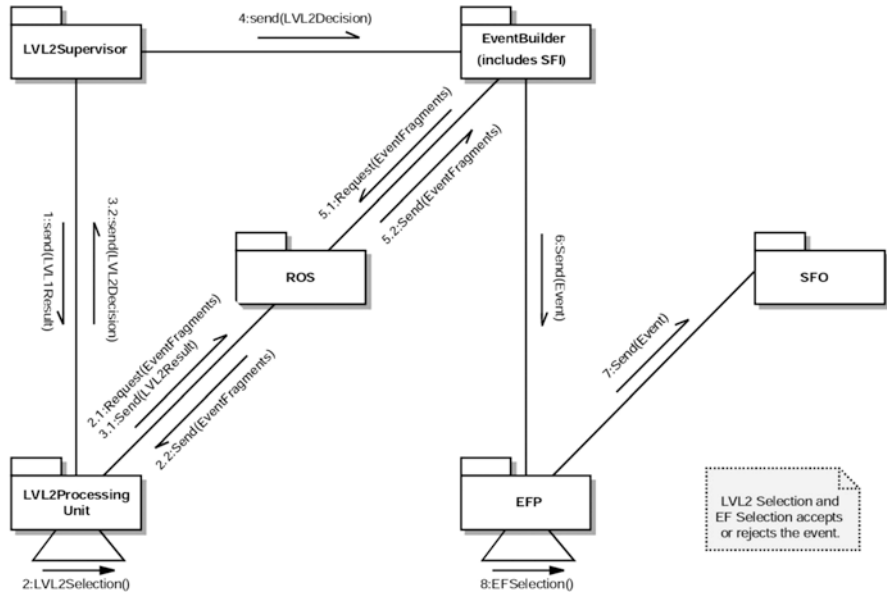 4:send(LVL2Decision)
LVL2Supervisor
EventBuilder
(includes SFI)
5.1:Request(EventFragments)
5.2:Send(EventFragments)
1:send(LVL1Result)
3.2:send(LVL2Decision)
6:Send(Event)
ROS
SFO
2.1:Request(EventFragments)
3.1:Send(LVL2Result)
2.2:Send(EventFragments)
7:Send(Event)
LVL2Processing
Unit
EFP
LVL2 Selection and
EF Selection accepts
or rejects the event.
2:LVL2Selection()
8:EFSelection()